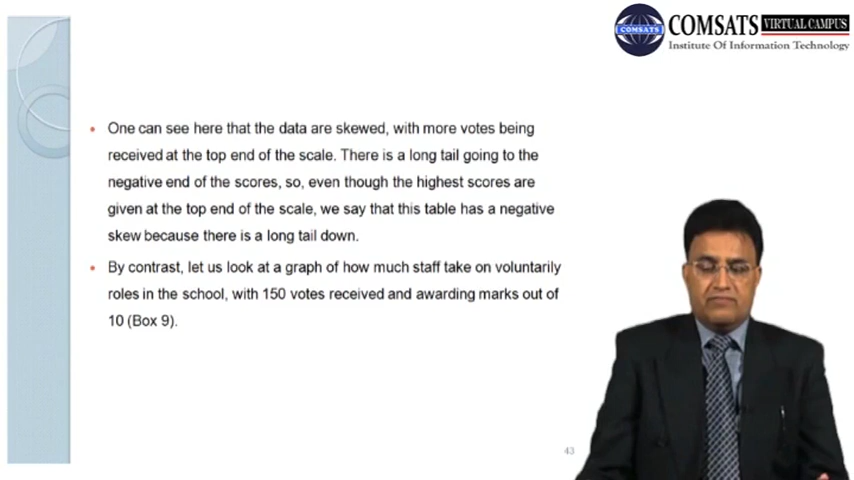 COMSATS
COMSATS VIRTUAL CAMPUS
Institute Of Information Technology
One can see here that the data are skewed, with more votes being
received at the top end of the scale. There is a long tail going to the
negative end of the scores, so, even though the highest scores are
given at the top end of the scale, we say that this table has a negative
skew because there is a long tail down.
By contrast, let us look at a graph of how much staff take on voluntarily
roles in the school, with 150 votes received and awarding marks out of
10 (Box 9).
43